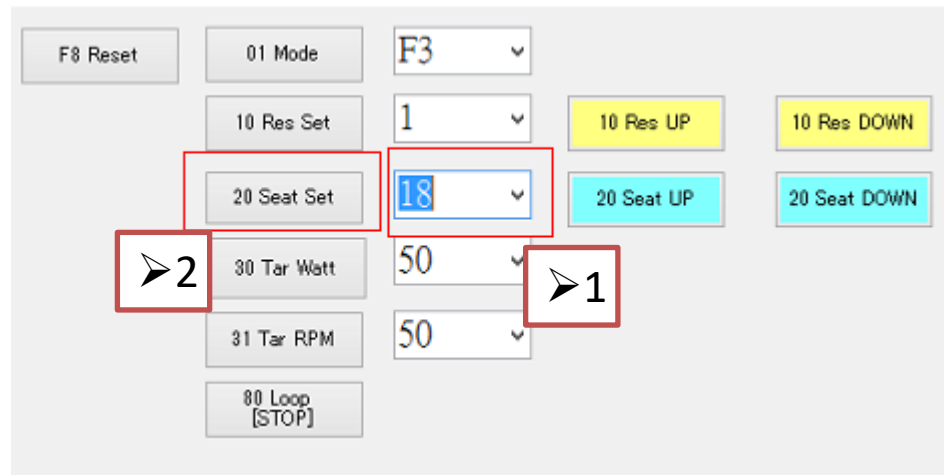 F8 Reset 01 Mode F3
10 Res Set 1 10 Res UP 10 Res DOWN
20 Seat Set 18 20 Seat UP 20 Seat DOWN
➢2 30 Tar Watt 50 ➢1
31 Tar RPM 50
80 Loop
[STOP]